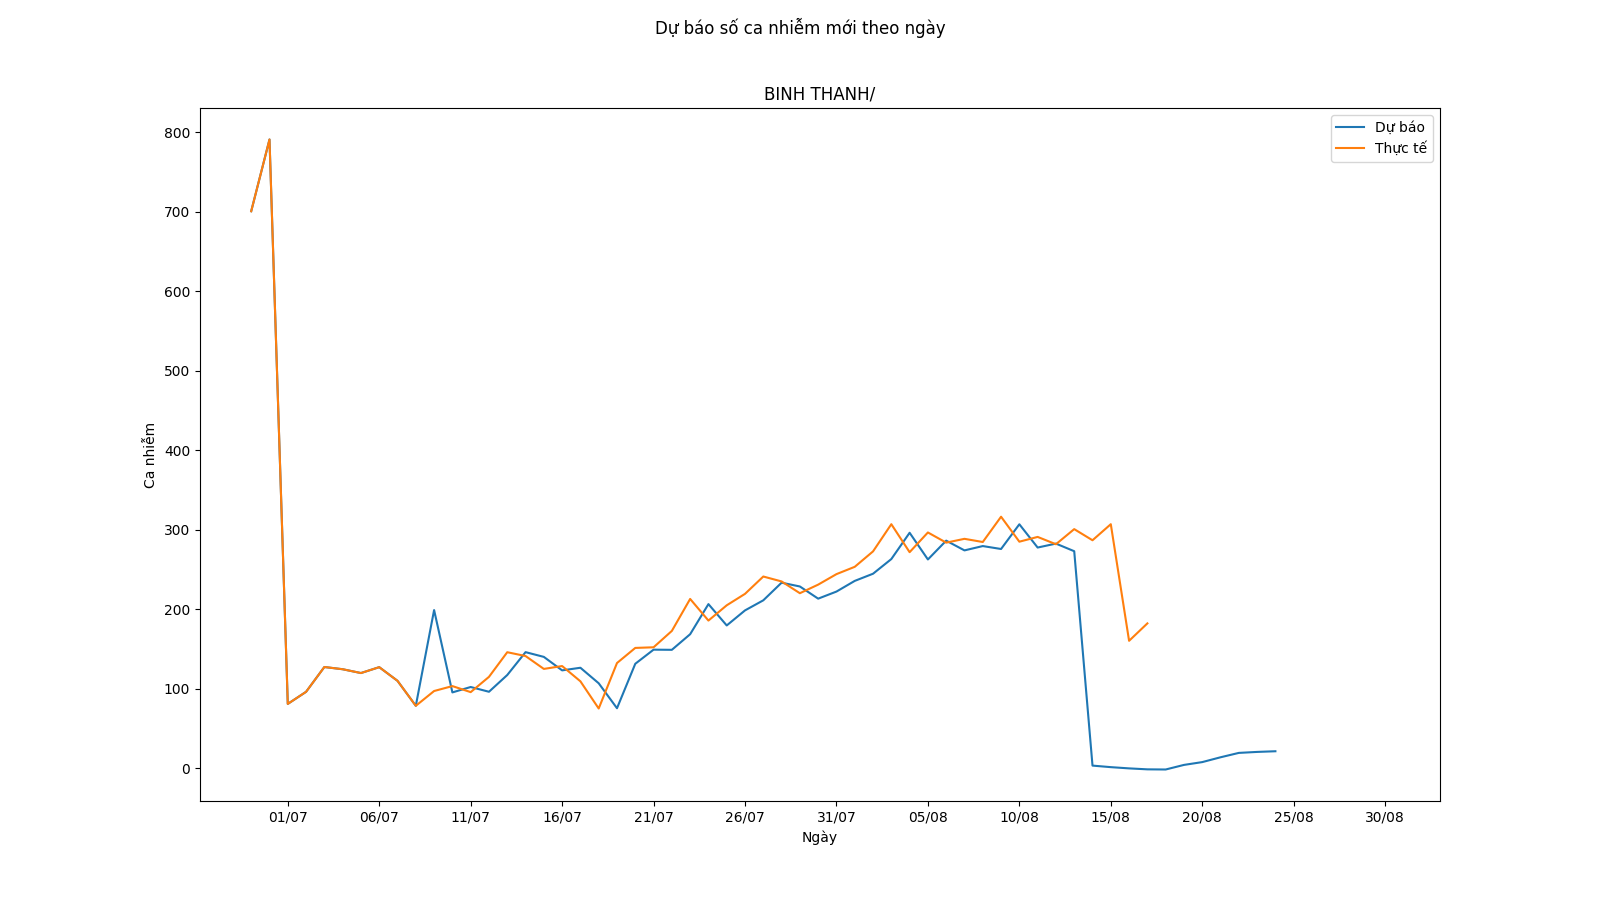 Dự báo số ca nhiễm mới theo ngày
BINH THANH/
Dự báo
Thực tế
800
700
600
500
400
300
200
100
0
Ca nhiễm
01/07 06/07 11/07 16/07 21/07 26/07 31/07 05/08 10/08 15/08 20/08 25/08 30/08
Ngày